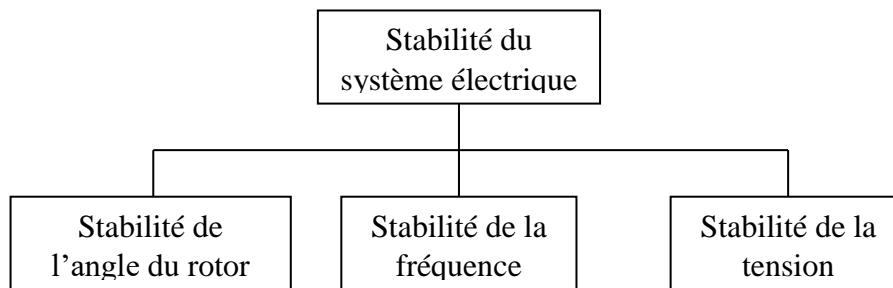 Stabilité du
système électrique
Stabilité de
l’angle du rotor
Stabilité de la
fréquence
Stabilité de la
tension